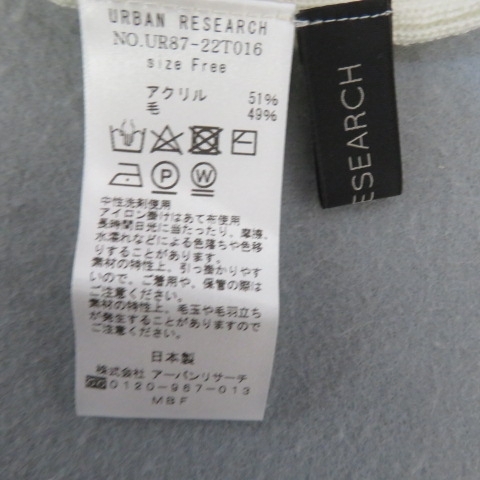 URBAN RESEARCH
NO.UR87-22T016
size Free
アクリル 51%
毛 49%
P W
中性洗剤使用
アイロン掛けはあて布使用
長時間日光に当たったり、摩擦、
水濡れなどによる色落ちや色移
りすることがあります。
素材の特性上、引っ掛かりやす
いので、ご着用や、保管の際は
ご注意ください。
素材の特性上、毛玉や毛羽立ち
が発生することがありますので
ご注意ください。
日本製
株式会社 アーバンリサーチ
0120-967-013
MBF
RESEARCH